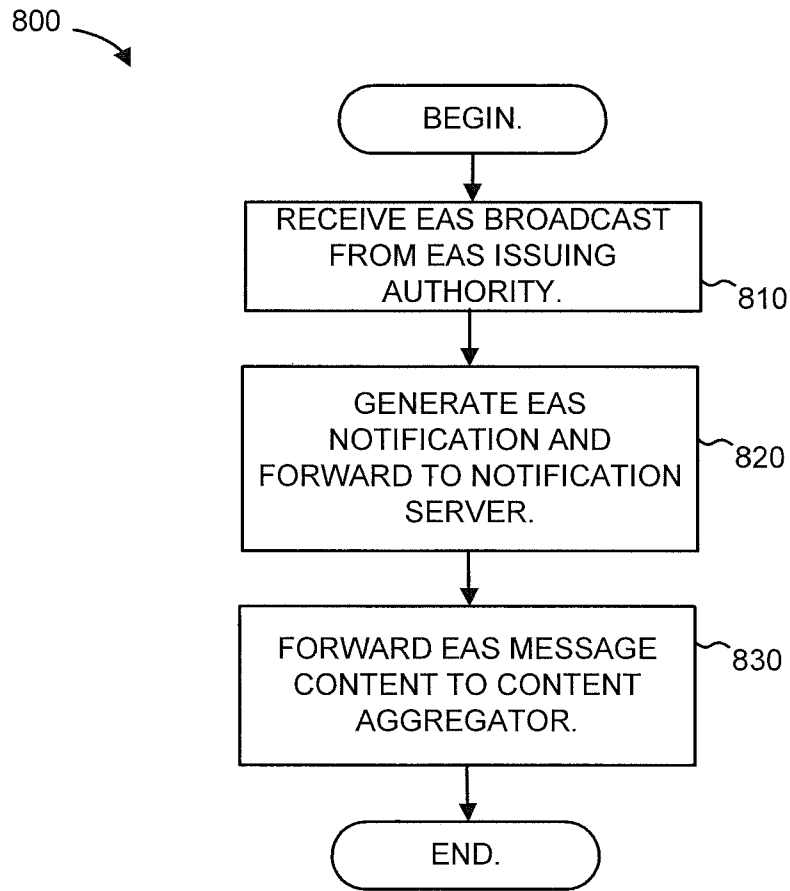 800
BEGIN.
RECEIVE EAS BROADCAST
FROM EAS ISSUING
AUTHORITY.
810
GENERATE EAS
NOTIFICATION AND
FORWARD TO NOTIFICATION
SERVER.
820
FORWARD EAS MESSAGE
CONTENT TO CONTENT
AGGREGATOR.
830
END.